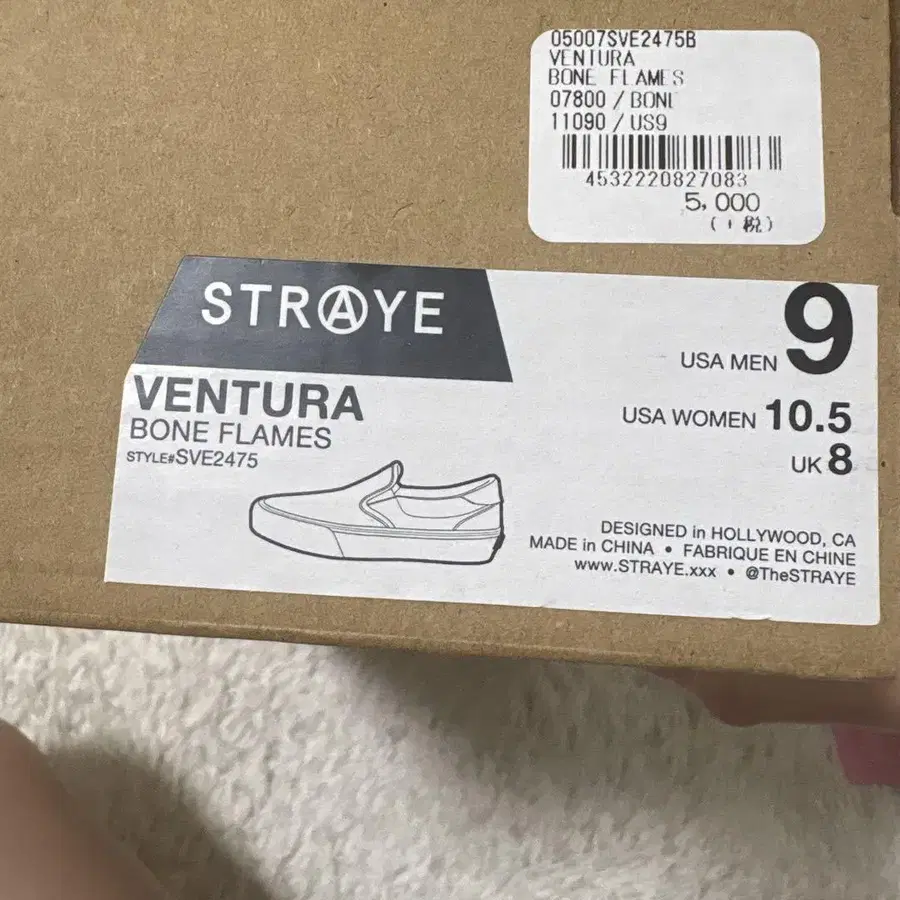 05007SVE2475B
VENTURA
BONE FLAMES
07800 / BONE
11090 / US9
4532220827083
5,000
(+税)
STRAYE
VENTURA
BONE FLAMES
STYLE#SVE2475
USA MEN 9
USA WOMEN 10.5
UK 8
DESIGNED in HOLLYWOOD, CA
MADE in CHINA • FABRIQUE EN CHINE
www.STRAYE.xxx • @TheSTRAYE